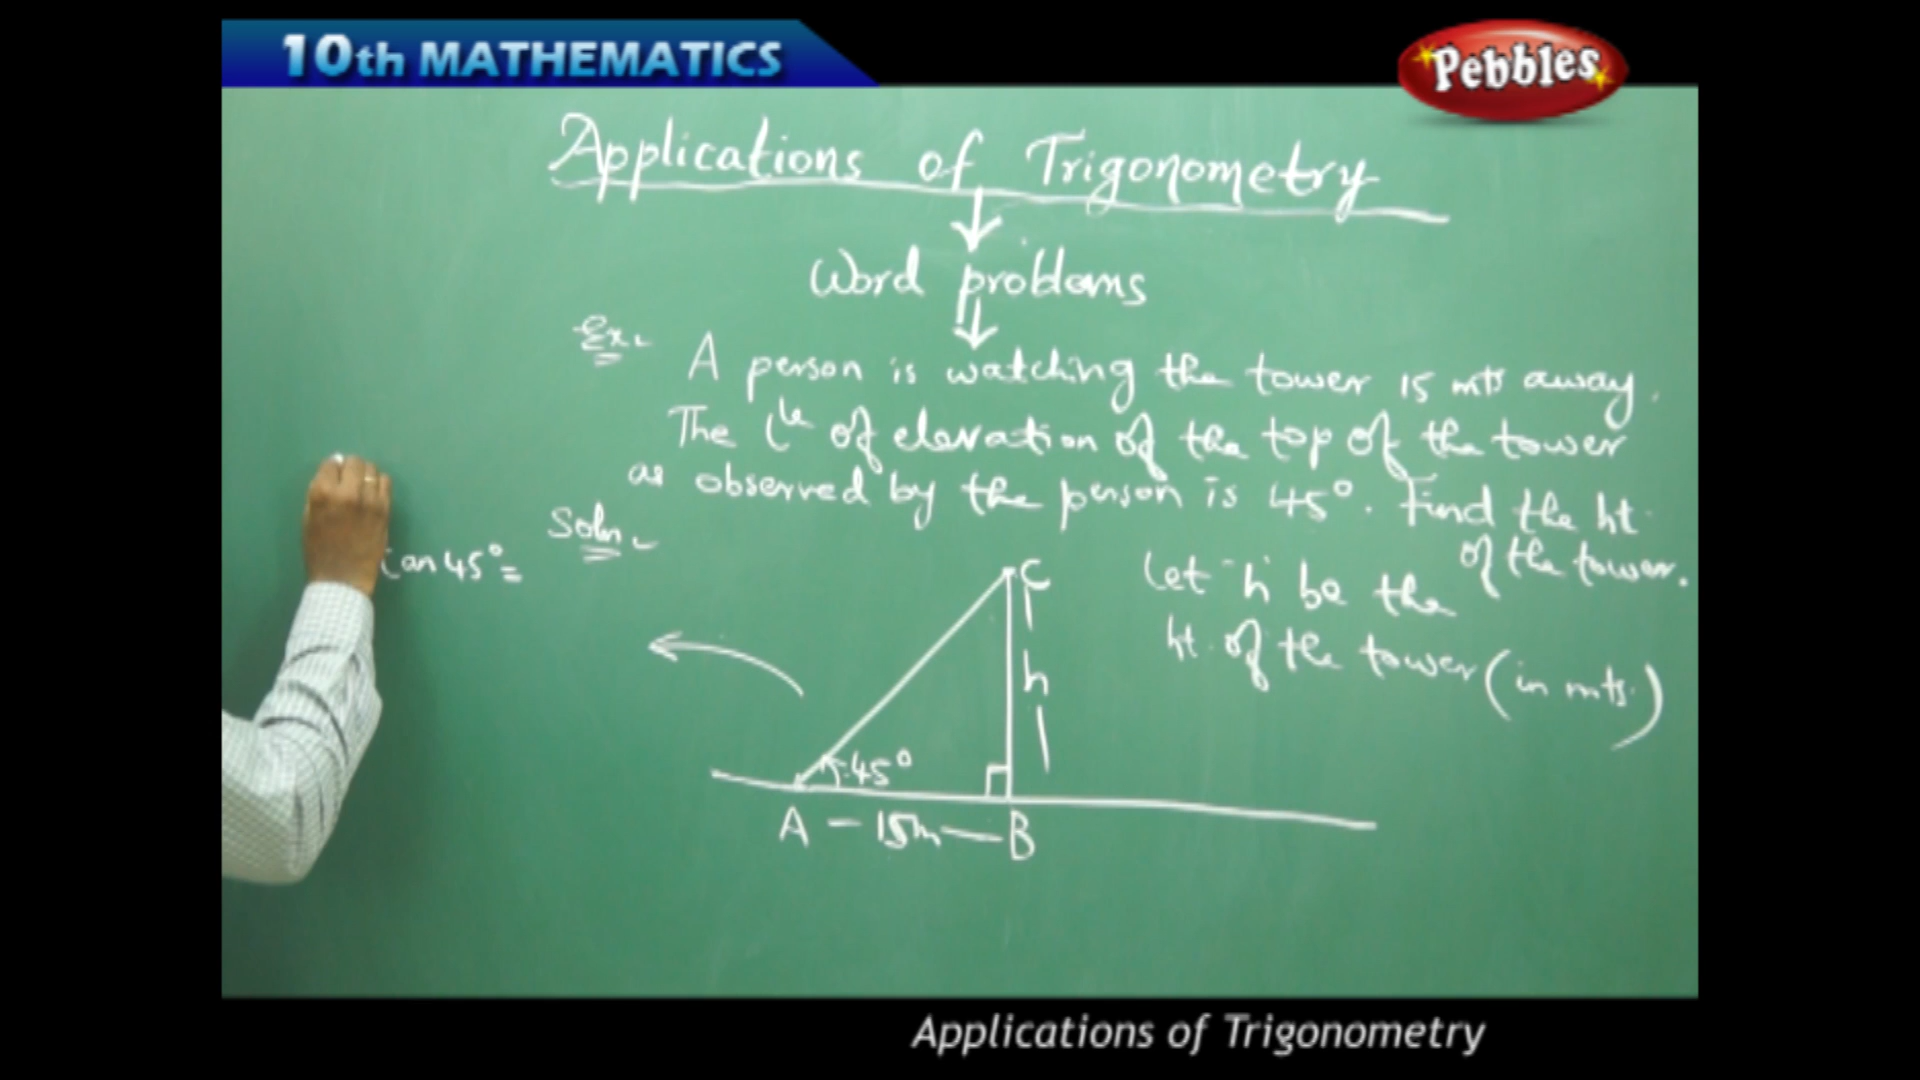 10th MATHEMATICS
Pebbles
Applications of Trigonometry
Word problems
Ex
A person is watching the tower 15 mts away.
The of elevation of the top of the tower
as observed by the person is 45°. Find the ht
of the tower.
Soln
tan 45° =
C
Let h be the
ht. of the tower (in mts.)
h
45°
A - 15m - B
Applications of Trigonometry